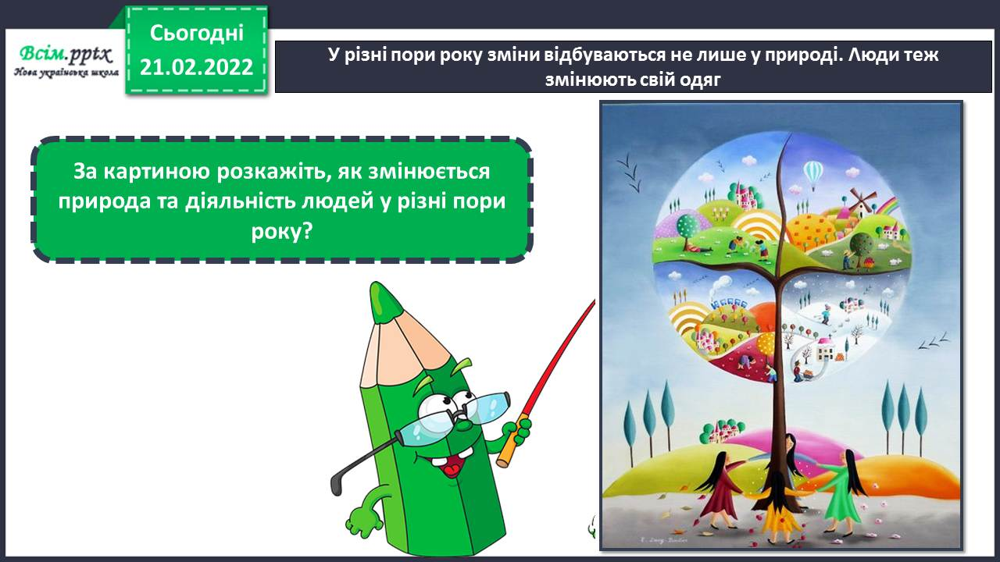 Сьогодні
21.02.2022
Всім.pptx
Нова українська школа
У різні пори року зміни відбуваються не лише у природі. Люди теж
змінюють свій одяг
За картиною розкажіть, як змінюється
природа та діяльність людей у різні пори
року?